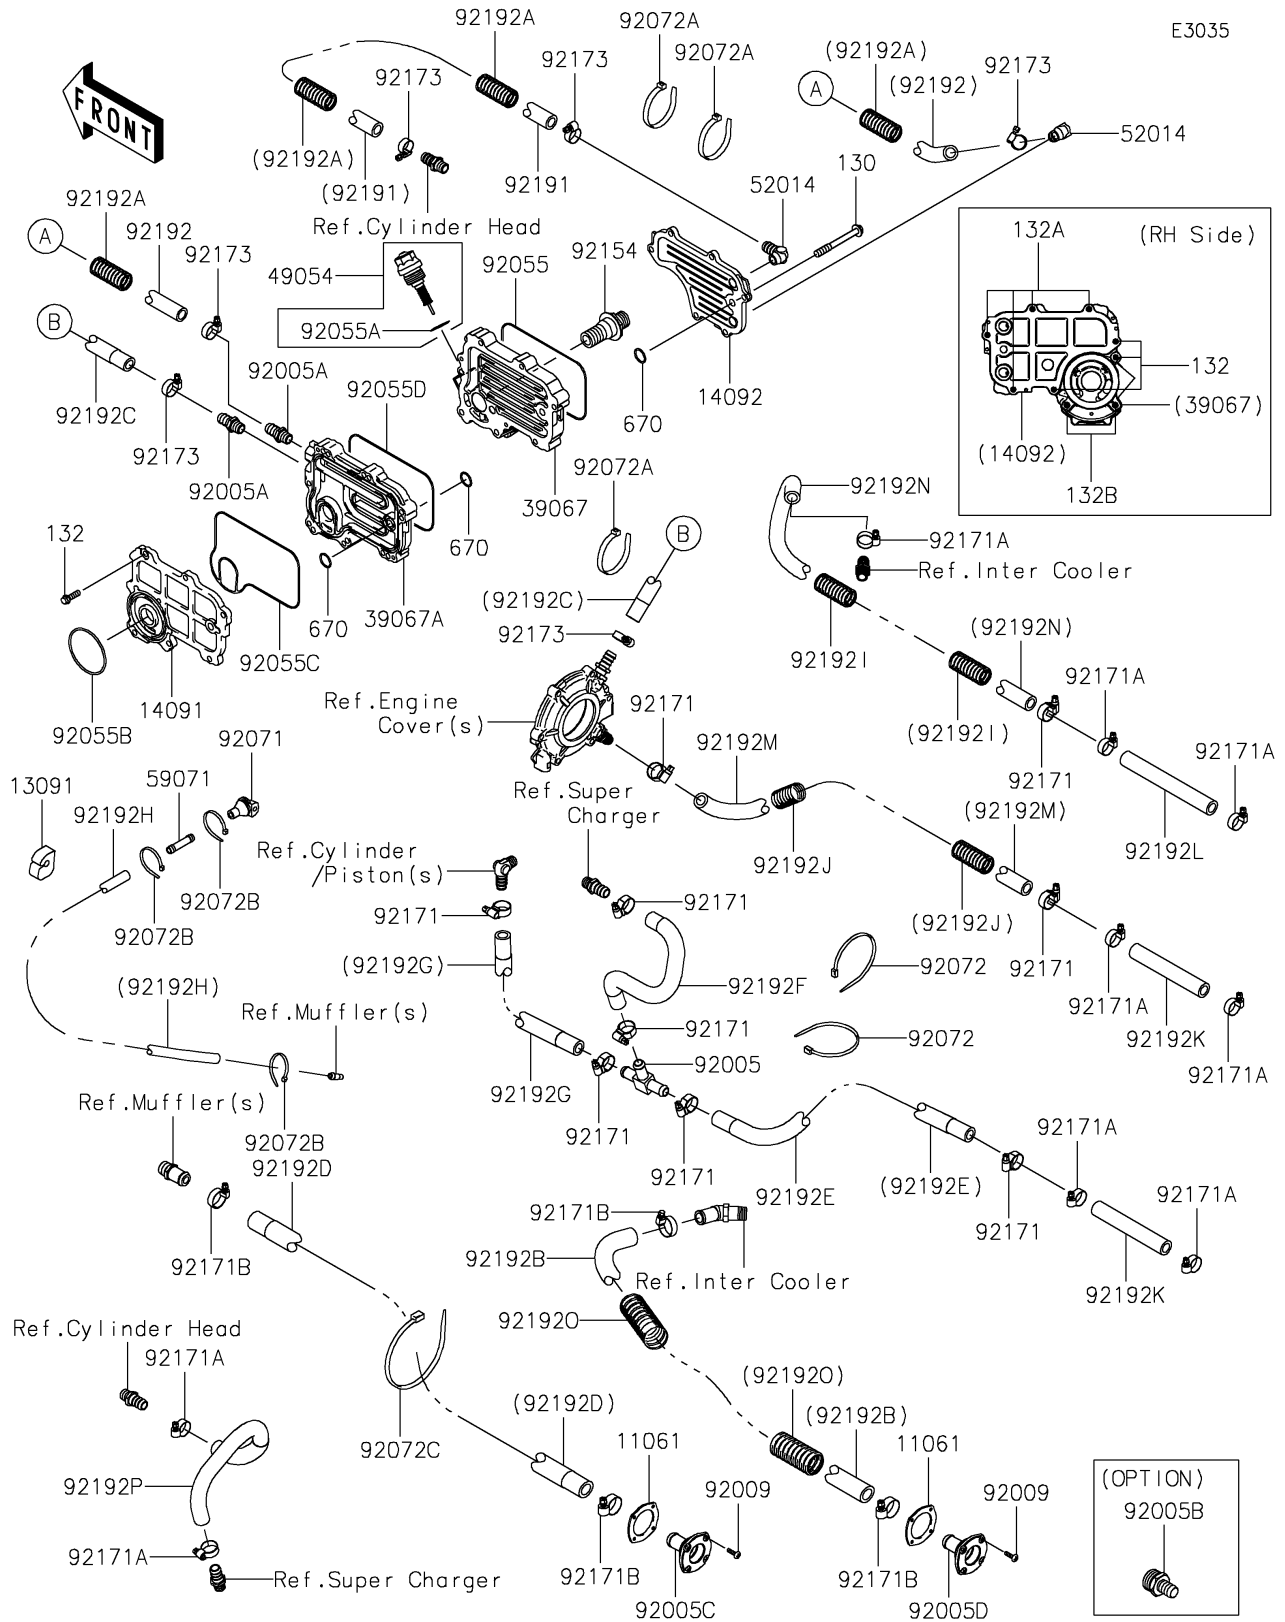 E3035
FRONT
92192A
92072A
92072A
92173
(92192A)
(92192)
92173
52014
A
92173
(92192A)
(92191)
92191
Ref.Cylinder Head
52014
130
92192A
92192
92173
A
B
49054
92055A
92055
92154
132A
(RH Side)
132
(39067)
(14092)
132B
92192C
92173
92005A
92005A
92055D
14092
670
39067
92072A
670
B
92192N
92171A
Ref.Inter Cooler
132
670
39067A
92055C
14091
92055B
(92192C)
92173
92192I
(92192N)
92171A
Ref.Engine
Cover(s)
92171
92192M
(92192I)
92171
92171A
92192L
92071
59071
13091
92192H
92072B
92072B
Ref.Super
Charger
92192J
(92192M)
Ref.Cylinder
/Piston(s)
92171
92171
(92192J)
92171
92171A
92192K
92171A
(92192G)
92192F
92072
92072
(92192H)
Ref.Muffler(s)
92171
92005
92192G
92171
92171
92192E
(92192E)
92171A
92171
92171A
92192K
Ref.Muffler(s)
92072B
92192D
92171B
92171B
92192B
Ref.Inter Cooler
92192O
(92192O)
(92192B)
Ref.Cylinder Head
92171A
92072C
(92192D)
11061
11061
92009
92009
92192P
92171A
Ref.Super Charger
92171B
92005C
92171B
92005D
(OPTION)
92005B